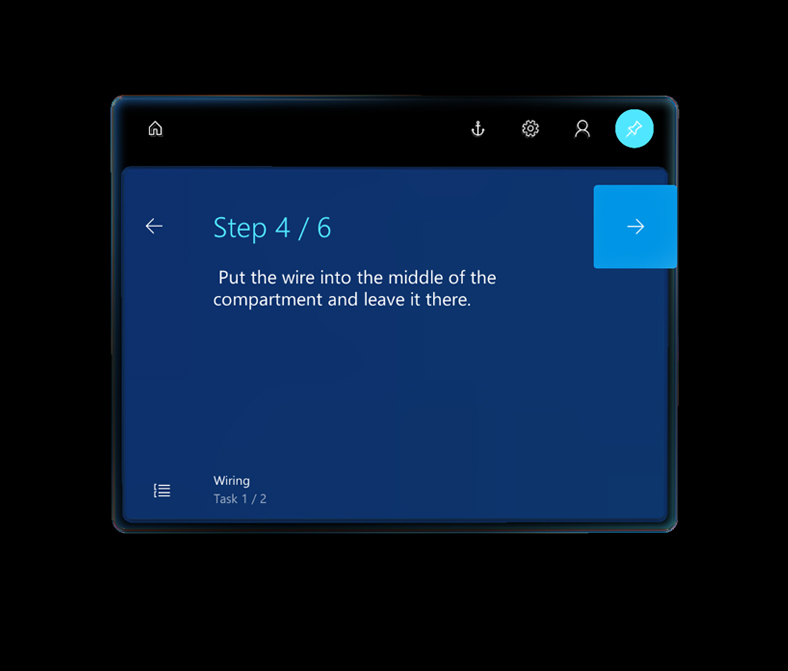 Step 4 / 6
Put the wire into the middle of the
compartment and leave it there.
Wiring
Task 1 / 2